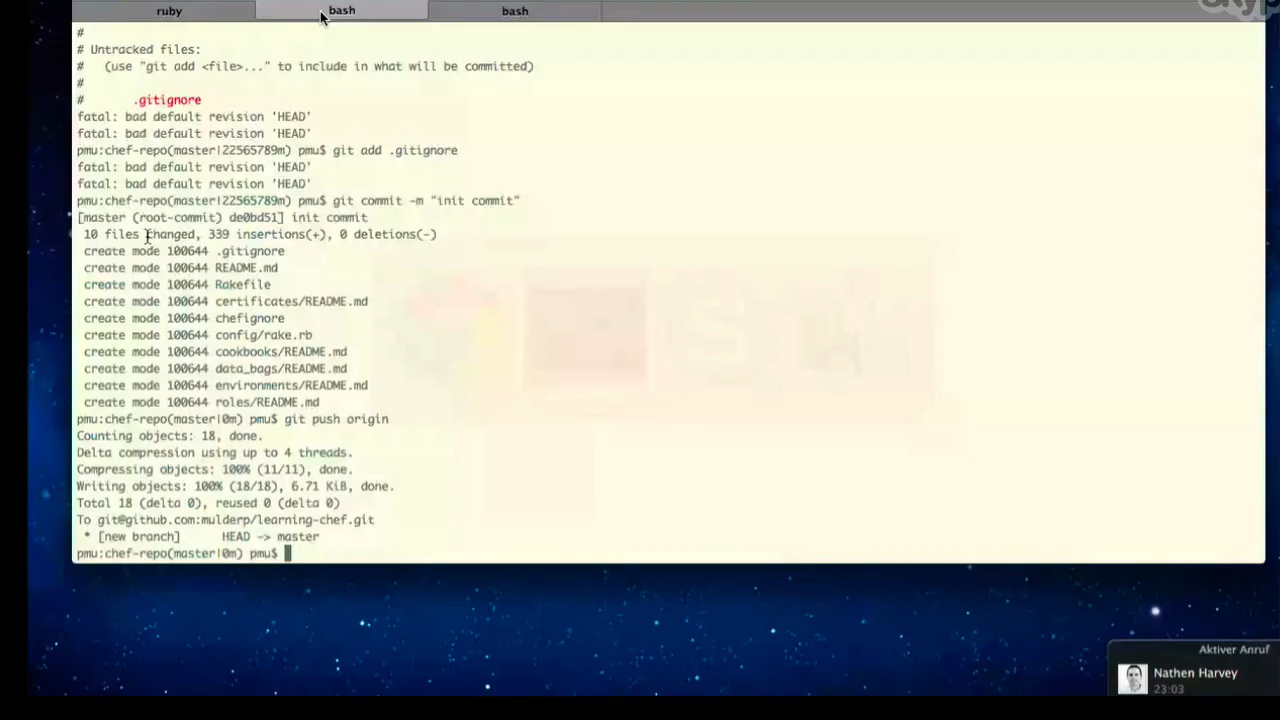 ruby
bash
bash
#
# Untracked files:
#   (use "git add <file>..." to include in what will be committed)
#
#       .gitignore
fatal: bad default revision 'HEAD'
fatal: bad default revision 'HEAD'
pmu:chef-repo(master|22565789m) pmu$ git add .gitignore
fatal: bad default revision 'HEAD'
fatal: bad default revision 'HEAD'
pmu:chef-repo(master|22565789m) pmu$ git commit -m "init commit"
[master (root-commit) de0bd51] init commit
 10 files changed, 339 insertions(+), 0 deletions(-)
 create mode 100644 .gitignore
 create mode 100644 README.md
 create mode 100644 Rakefile
 create mode 100644 certificates/README.md
 create mode 100644 chefignore
 create mode 100644 config/rake.rb
 create mode 100644 cookbooks/README.md
 create mode 100644 data_bags/README.md
 create mode 100644 environments/README.md
 create mode 100644 roles/README.md
pmu:chef-repo(master|0m) pmu$ git push origin
Counting objects: 18, done.
Delta compression using up to 4 threads.
Compressing objects: 100% (11/11), done.
Writing objects: 100% (18/18), 6.71 KiB, done.
Total 18 (delta 0), reused 0 (delta 0)
To git@github.com:mulderp/learning-chef.git
 * [new branch]      HEAD -> master
pmu:chef-repo(master|0m) pmu$
Aktiver Anruf
Nathen Harvey
23:03